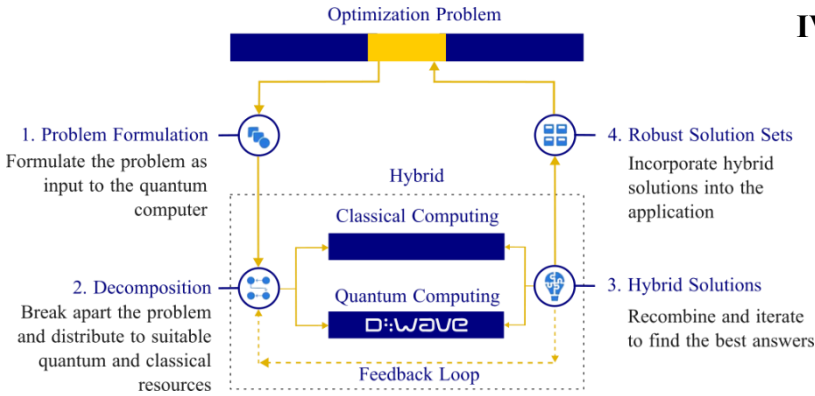 Optimization Problem
IV
1. Problem Formulation
Formulate the problem as
input to the quantum
computer
4. Robust Solution Sets
Incorporate hybrid
solutions into the
application
Hybrid
Classical Computing
2. Decomposition
Break apart the problem
and distribute to suitable
quantum and classical
resources
Quantum Computing
D:wave
3. Hybrid Solutions
Recombine and iterate
to find the best answers
Feedback Loop